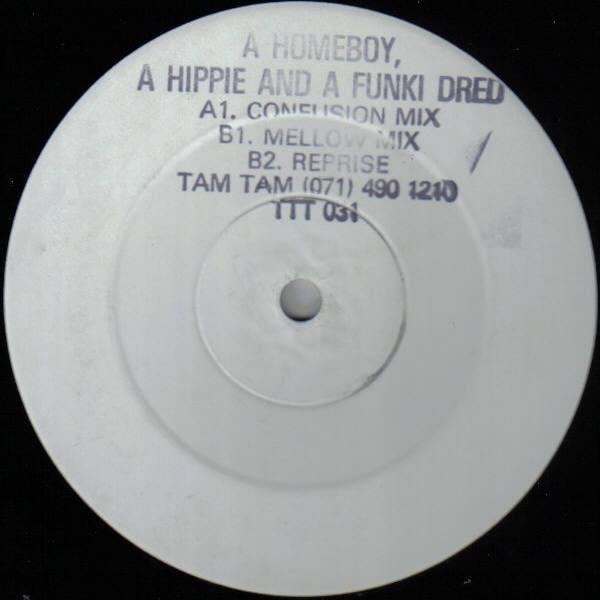 A HOMEBOY,
A HIPPIE AND A FUNKI DRED
A1. CONFUSION MIX
B1. MELLOW MIX
B2. REPRISE
TAM TAM (071) 490 1210
TTT 031